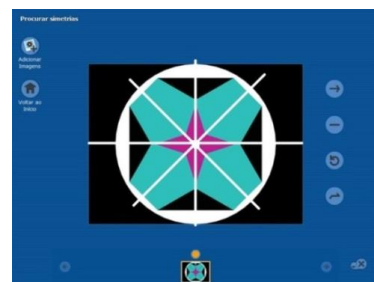 Procurar simetrias
Adicionar
Imagens
Voltar ao
Início